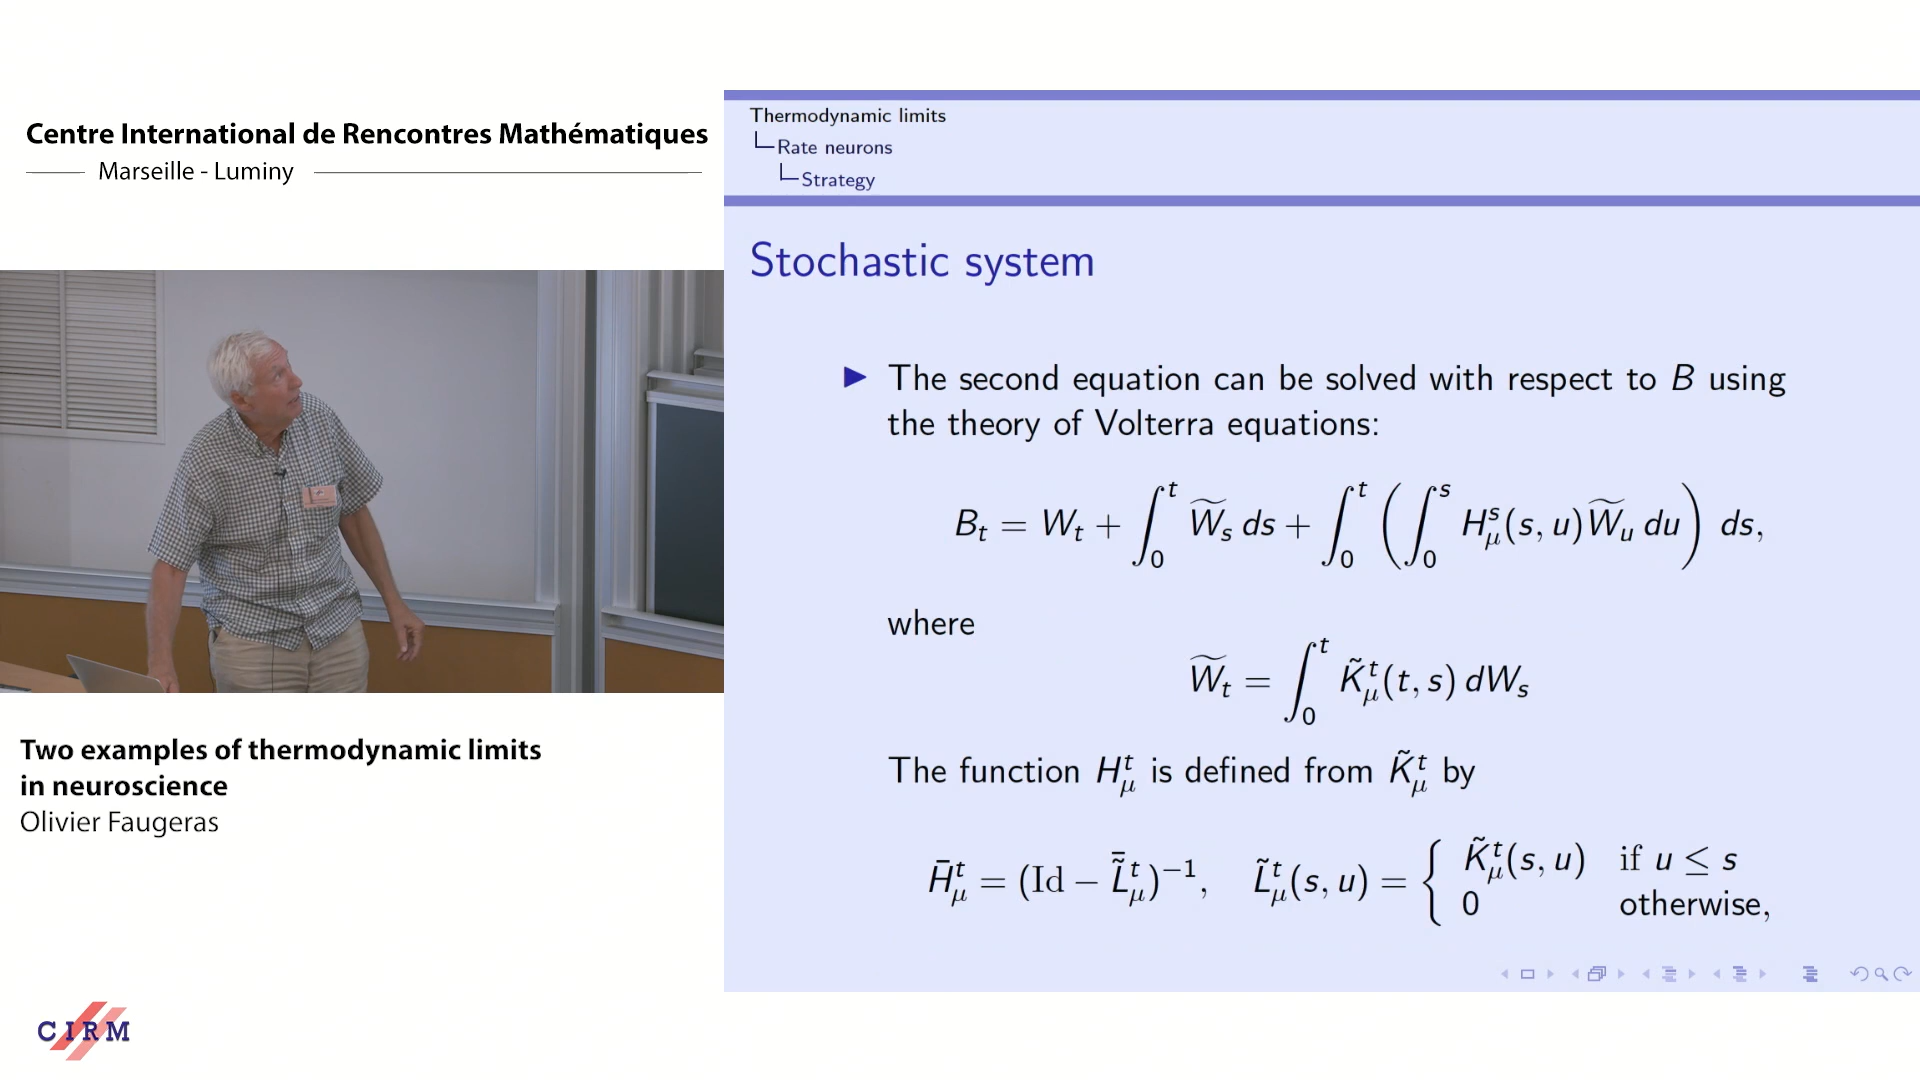 Centre International de Rencontres Mathématiques
Marseille - Luminy
Two examples of thermodynamic limits
in neuroscience
Olivier Faugeras
CIRM
Thermodynamic limits
Rate neurons
Strategy
Stochastic system
▶ The second equation can be solved with respect to B using
the theory of Volterra equations:
B_t = W_t + ∫_0^t W̃_s ds + ∫_0^t ( ∫_0^s H_μ^s(s, u) W̃_u du ) ds,
where
W̃_t = ∫_0^t K̃_μ^t(t, s) dW_s
The function H_μ^t is defined from K̃_μ^t by
H̄_μ^t = (Id − L̃̄_μ^t)^{−1}, L̃_μ^t(s, u) = { K̃_μ^t(s, u) if u ≤ s
0 otherwise,